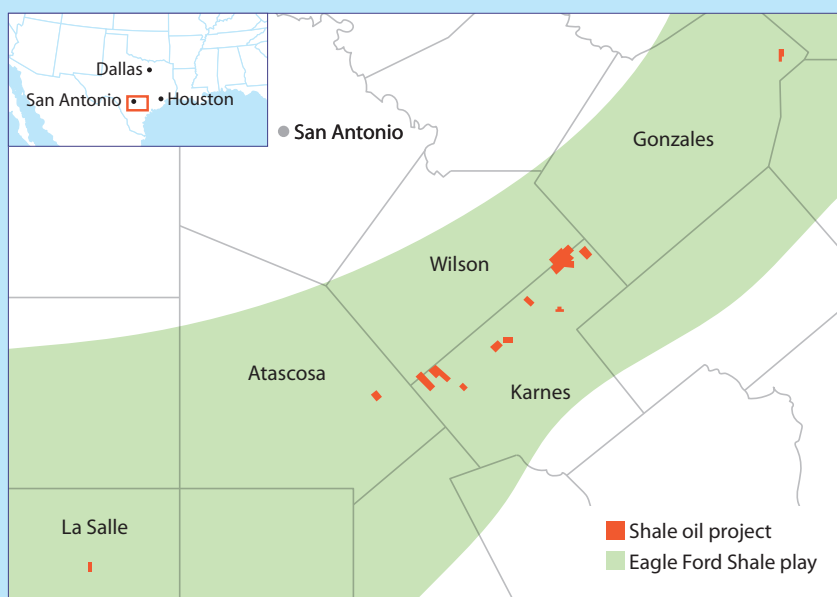 Dallas
San Antonio
Houston
San Antonio
Gonzales
Wilson
Atascosa
Karnes
La Salle
Shale oil project
Eagle Ford Shale play